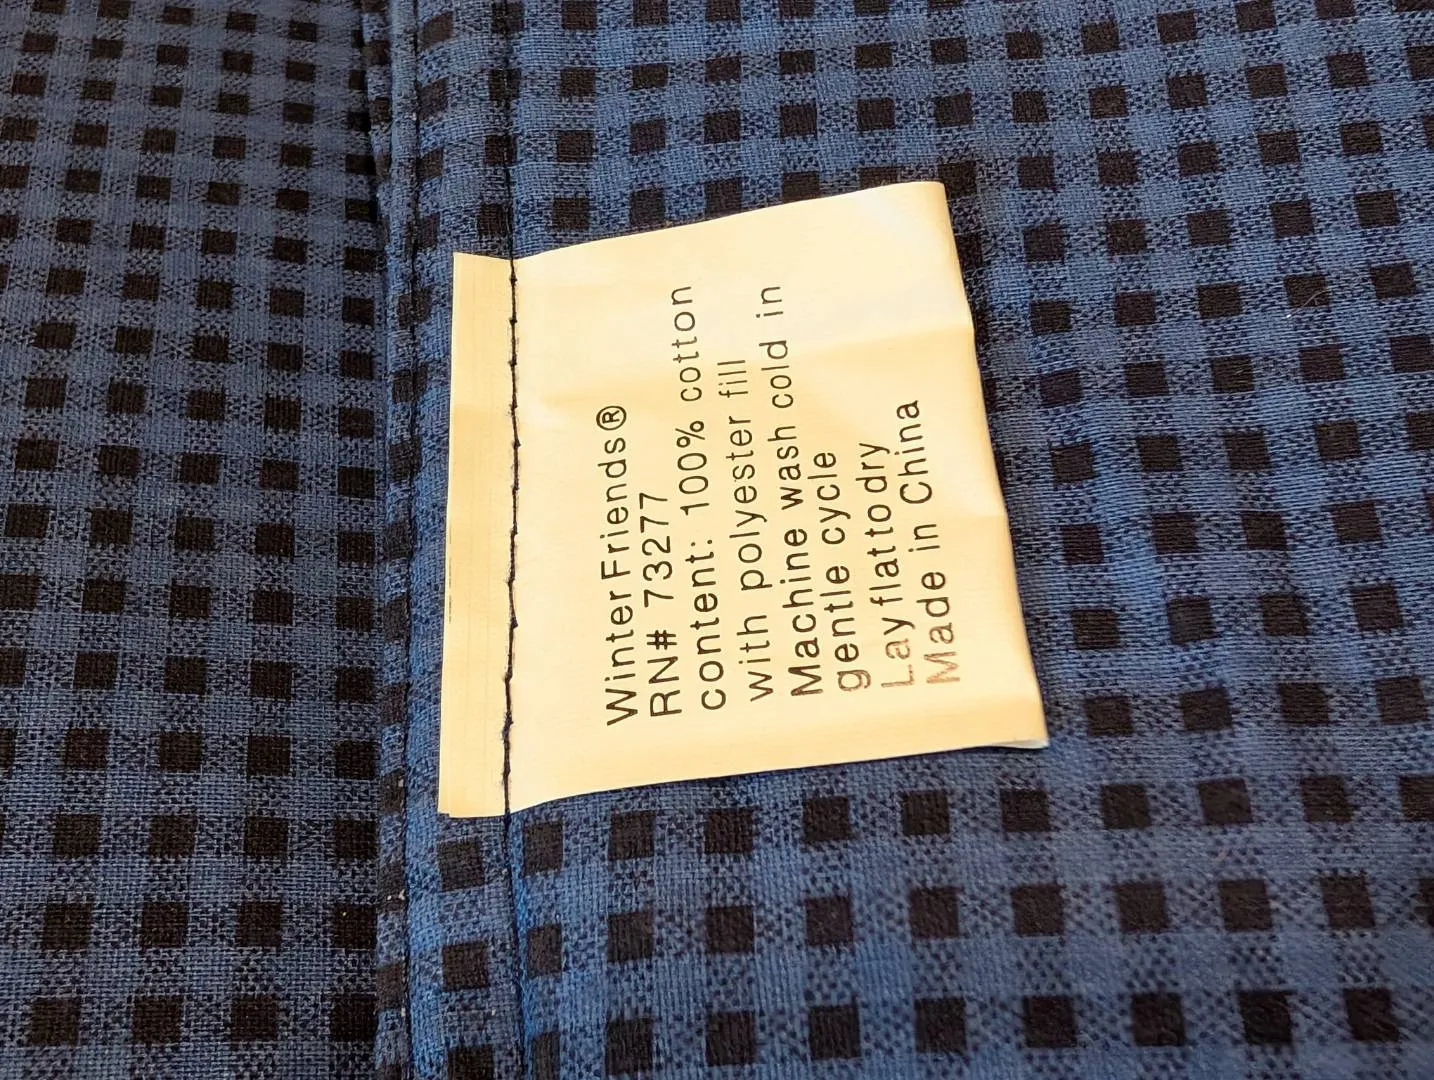 Winter Friends®
RN# 73277
content: 100% cotton
with polyester fill
Machine wash cold in
gentle cycle
Lay flat to dry
Made in China